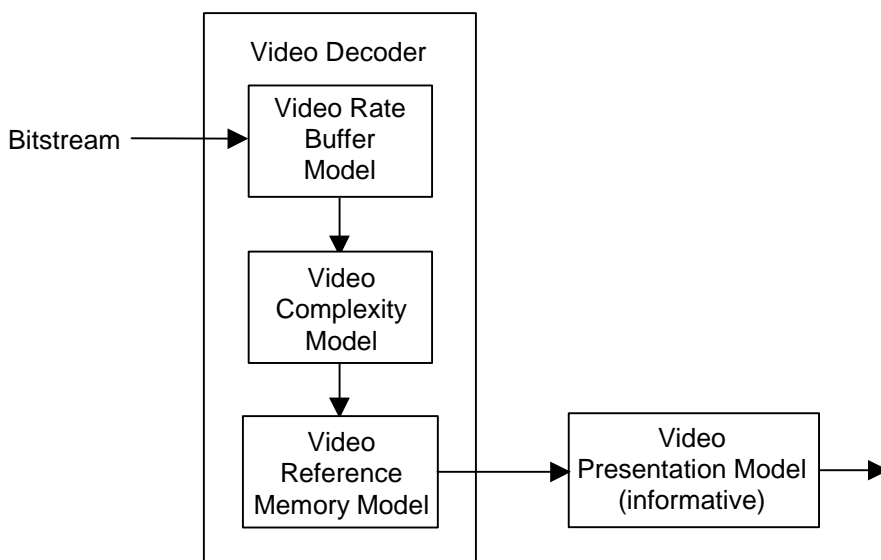 Video Decoder
Video Rate
Buffer
Model
Bitstream
Video
Complexity
Model
Video
Reference
Memory Model
Video
Presentation Model
(informative)